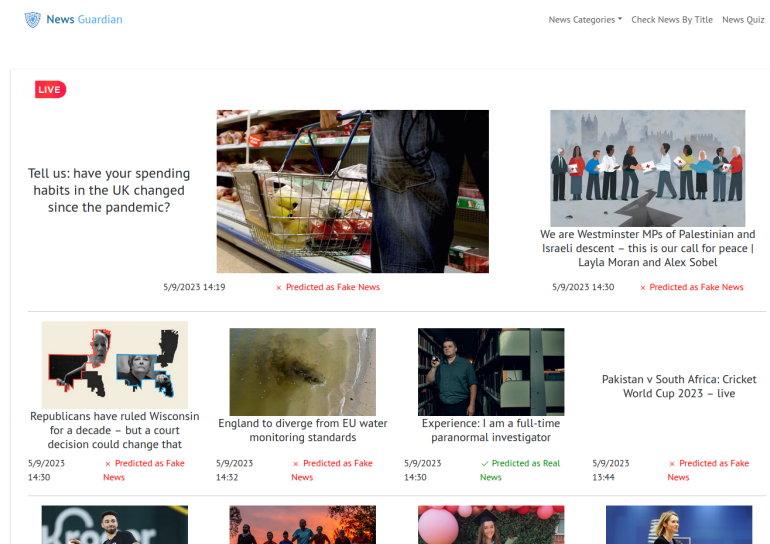 News Guardian
News Categories
Check News By Title
News Quiz
LIVE
Tell us: have your spending
habits in the UK changed
since the pandemic?
5/9/2023 14:19
× Predicted as Fake News
We are Westminster MPs of Palestinian and
Israeli descent – this is our call for peace |
Layla Moran and Alex Sobel
5/9/2023 14:30
× Predicted as Fake News
Republicans have ruled Wisconsin
for a decade – but a court
decision could change that
5/9/2023
14:30
× Predicted as Fake
News
England to diverge from EU water
monitoring standards
5/9/2023
14:32
× Predicted as Fake
News
Experience: I am a full-time
paranormal investigator
5/9/2023
14:30
✓ Predicted as Real
News
Pakistan v South Africa: Cricket
World Cup 2023 – live
5/9/2023
13:44
× Predicted as Fake
News